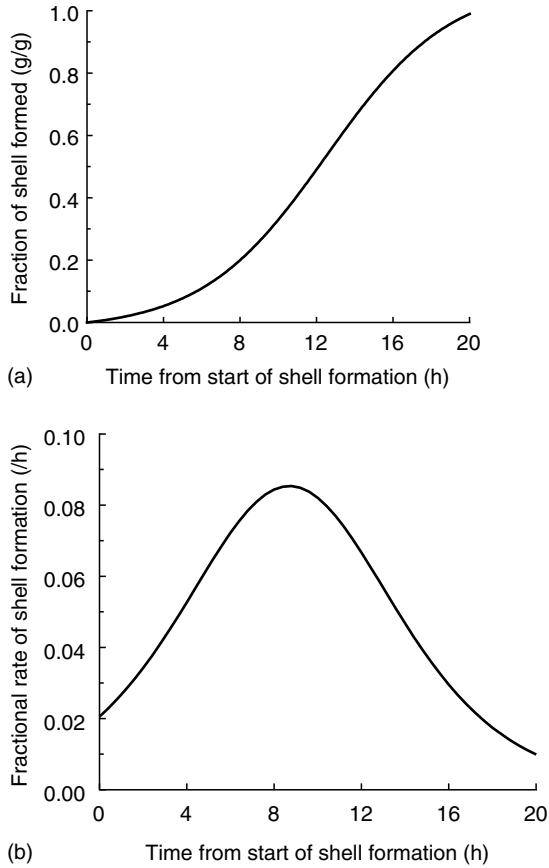 Fraction of shell formed (g/g)
1.0
0.8
0.6
0.4
0.2
0.0
0 4 8 12 16 20
(a) Time from start of shell formation (h)
Fractional rate of shell formation (/h)
0.10
0.08
0.06
0.04
0.02
0.00
0 4 8 12 16 20
(b) Time from start of shell formation (h)